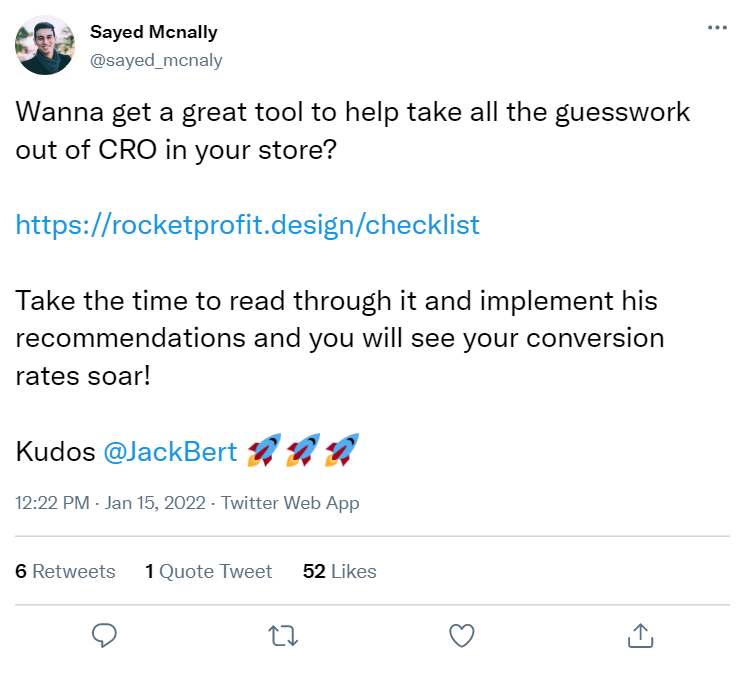 Sayed Mcnally
@sayed_mcnaly
Wanna get a great tool to help take all the guesswork
out of CRO in your store?
https://rocketprofit.design/checklist
Take the time to read through it and implement his
recommendations and you will see your conversion
rates soar!
Kudos @JackBert 🚀🚀🚀
12:22 PM · Jan 15, 2022 · Twitter Web App
6 Retweets 1 Quote Tweet 52 Likes